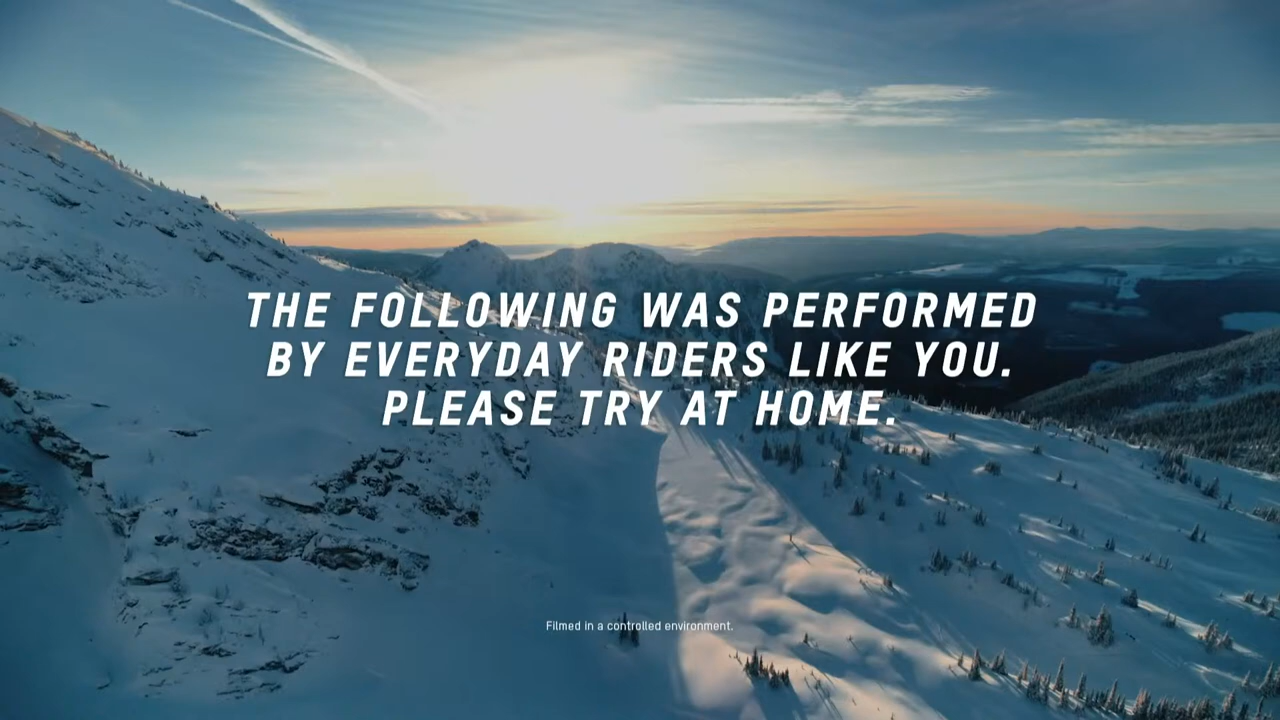 THE FOLLOWING WAS PERFORMED
BY EVERYDAY RIDERS LIKE YOU.
PLEASE TRY AT HOME.
Filmed in a controlled environment.